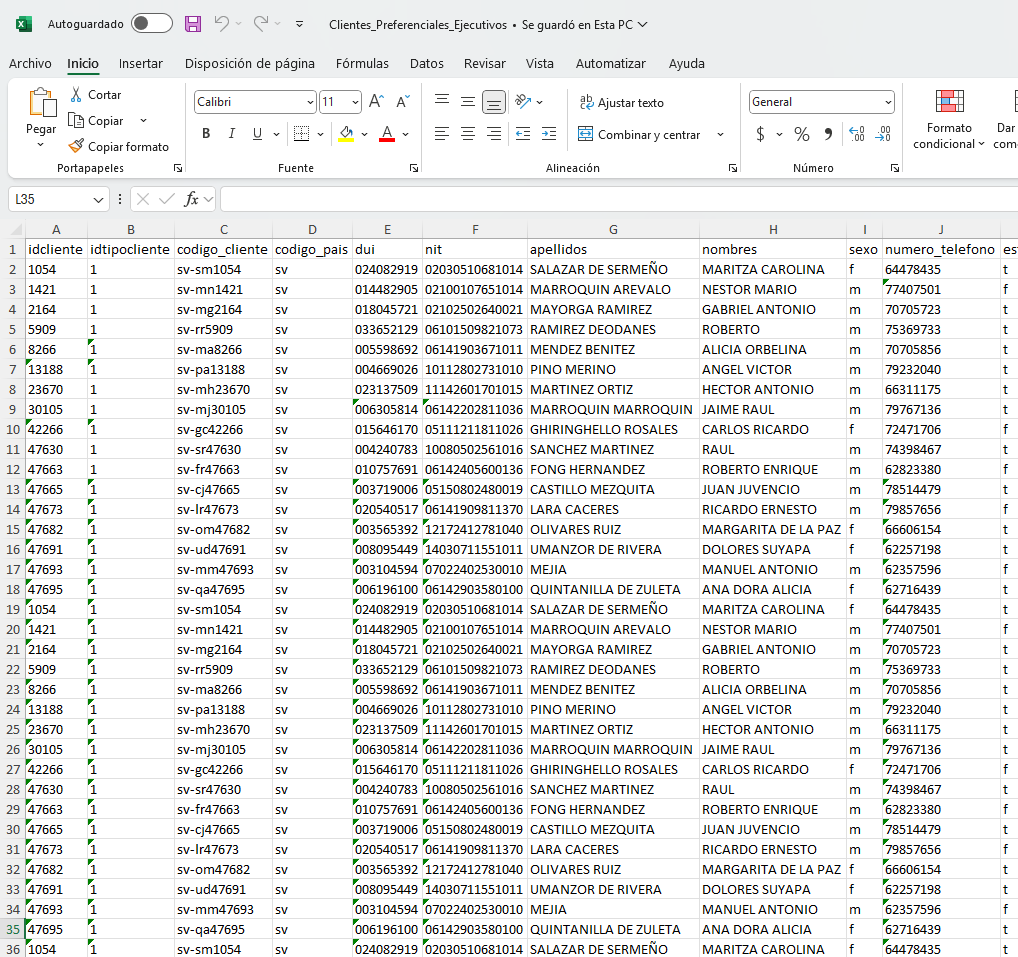 Autoguardado Clientes_Preferenciales_Ejecutivos • Se guardó en Esta PC
Archivo Inicio Insertar Disposición de página Fórmulas Datos Revisar Vista Automatizar Ayuda
Pegar
Cortar
Copiar
Copiar formato
Portapapeles
Calibri 11
N I U A
Fuente
Ajustar texto
Combinar y centrar
Alineación
General
$ % 000
Número
Formato condicional
Dar
com
L35 fx
A B C D E F G H I J
1 idcliente idtipocliente codigo_cliente codigo_pais dui nit apellidos nombres sexo numero_telefono es
2 1054 1 sv-sm1054 sv 024082919 02030510681014 SALAZAR DE SERMEÑO MARITZA CAROLINA f 64478435 t
3 1421 1 sv-mn1421 sv 014482905 02100107651014 MARROQUIN AREVALO NESTOR MARIO m 77407501 f
4 2164 1 sv-mg2164 sv 018045721 02102502640021 MAYORGA RAMIREZ GABRIEL ANTONIO m 70705723 t
5 5909 1 sv-rr5909 sv 033652129 06101509821073 RAMIREZ DEODANES ROBERTO m 75369733 t
6 8266 1 sv-ma8266 sv 005598692 06141903671011 MENDEZ BENITEZ ALICIA ORBELINA m 70705856 t
7 13188 1 sv-pa13188 sv 004669026 10112802731010 PINO MERINO ANGEL VICTOR m 79232040 t
8 23670 1 sv-mh23670 sv 023137509 11142601701015 MARTINEZ ORTIZ HECTOR ANTONIO m 66311175 t
9 30105 1 sv-mj30105 sv 006305814 06142202811036 MARROQUIN MARROQUIN JAIME RAUL m 79767136 t
10 42266 1 sv-gc42266 sv 015646170 05111211811026 GHIRINGHELLO ROSALES CARLOS RICARDO f 72471706 f
11 47630 1 sv-sr47630 sv 004240783 10080502561016 SANCHEZ MARTINEZ RAUL m 74398467 t
12 47663 1 sv-fr47663 sv 010757691 06142405600136 FONG HERNANDEZ ROBERTO ENRIQUE m 62823380 f
13 47665 1 sv-cj47665 sv 003719006 05150802480019 CASTILLO MEZQUITA JUAN JUVENCIO m 78514479 t
14 47673 1 sv-lr47673 sv 020540517 06141909811370 LARA CACERES RICARDO ERNESTO m 79857656 f
15 47682 1 sv-om47682 sv 003565392 12172412781040 OLIVARES RUIZ MARGARITA DE LA PAZ f 66606154 t
16 47691 1 sv-ud47691 sv 008095449 14030711551011 UMANZOR DE RIVERA DOLORES SUYAPA f 62257198 t
17 47693 1 sv-mm47693 sv 003104594 07022402530010 MEJIA MANUEL ANTONIO m 62357596 f
18 47695 1 sv-qa47695 sv 006196100 06142903580100 QUINTANILLA DE ZULETA ANA DORA ALICIA f 62716439 t
19 1054 1 sv-sm1054 sv 024082919 02030510681014 SALAZAR DE SERMEÑO MARITZA CAROLINA f 64478435 t
20 1421 1 sv-mn1421 sv 014482905 02100107651014 MARROQUIN AREVALO NESTOR MARIO m 77407501 f
21 2164 1 sv-mg2164 sv 018045721 02102502640021 MAYORGA RAMIREZ GABRIEL ANTONIO m 70705723 t
22 5909 1 sv-rr5909 sv 033652129 06101509821073 RAMIREZ DEODANES ROBERTO m 75369733 t
23 8266 1 sv-ma8266 sv 005598692 06141903671011 MENDEZ BENITEZ ALICIA ORBELINA m 70705856 t
24 13188 1 sv-pa13188 sv 004669026 10112802731010 PINO MERINO ANGEL VICTOR m 79232040 t
25 23670 1 sv-mh23670 sv 023137509 11142601701015 MARTINEZ ORTIZ HECTOR ANTONIO m 66311175 t
26 30105 1 sv-mj30105 sv 006305814 06142202811036 MARROQUIN MARROQUIN JAIME RAUL m 79767136 t
27 42266 1 sv-gc42266 sv 015646170 05111211811026 GHIRINGHELLO ROSALES CARLOS RICARDO f 72471706 f
28 47630 1 sv-sr47630 sv 004240783 10080502561016 SANCHEZ MARTINEZ RAUL m 74398467 t
29 47663 1 sv-fr47663 sv 010757691 06142405600136 FONG HERNANDEZ ROBERTO ENRIQUE m 62823380 f
30 47665 1 sv-cj47665 sv 003719006 05150802480019 CASTILLO MEZQUITA JUAN JUVENCIO m 78514479 t
31 47673 1 sv-lr47673 sv 020540517 06141909811370 LARA CACERES RICARDO ERNESTO m 79857656 f
32 47682 1 sv-om47682 sv 003565392 12172412781040 OLIVARES RUIZ MARGARITA DE LA PAZ f 66606154 t
33 47691 1 sv-ud47691 sv 008095449 14030711551011 UMANZOR DE RIVERA DOLORES SUYAPA f 62257198 t
34 47693 1 sv-mm47693 sv 003104594 07022402530010 MEJIA MANUEL ANTONIO m 62357596 f
35 47695 1 sv-qa47695 sv 006196100 06142903580100 QUINTANILLA DE ZULETA ANA DORA ALICIA f 62716439 t
36 1054 1 sv-sm1054 sv 024082919 02030510681014 SALAZAR DE SERMEÑO MARITZA CAROLINA f 64478435 t